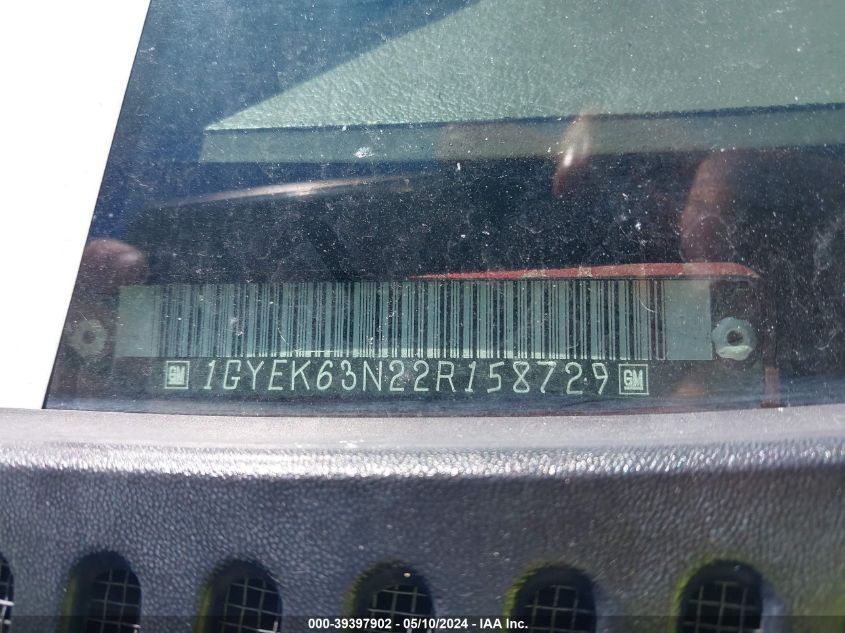 GM 1GYEK63N22R158729 GM
000-39397902 - 05/10/2024 - IAA Inc.